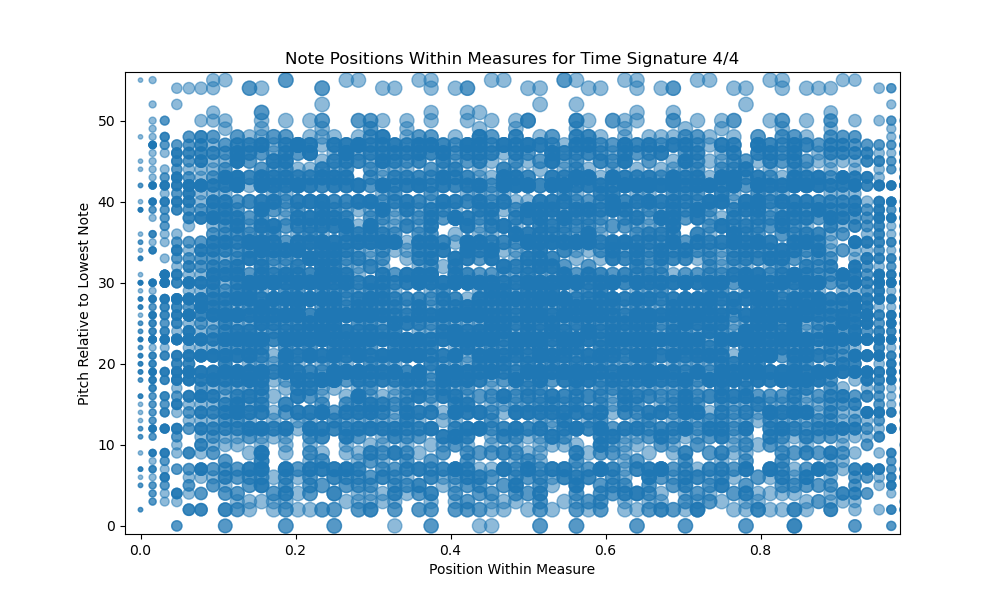 Note Positions Within Measures for Time Signature 4/4
50
40
30
20
10
0
Pitch Relative to Lowest Note
0.0 0.2 0.4 0.6 0.8
Position Within Measure